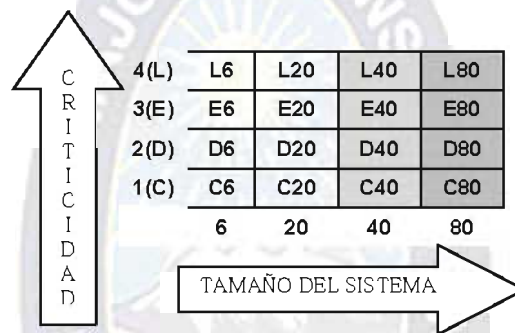 CRITICIDAD
4(L) L6 L20 L40 L80
3(E) E6 E20 E40 E80
2(D) D6 D20 D40 D80
1(C) C6 C20 C40 C80
6 20 40 80
TAMAÑO DEL SISTEMA